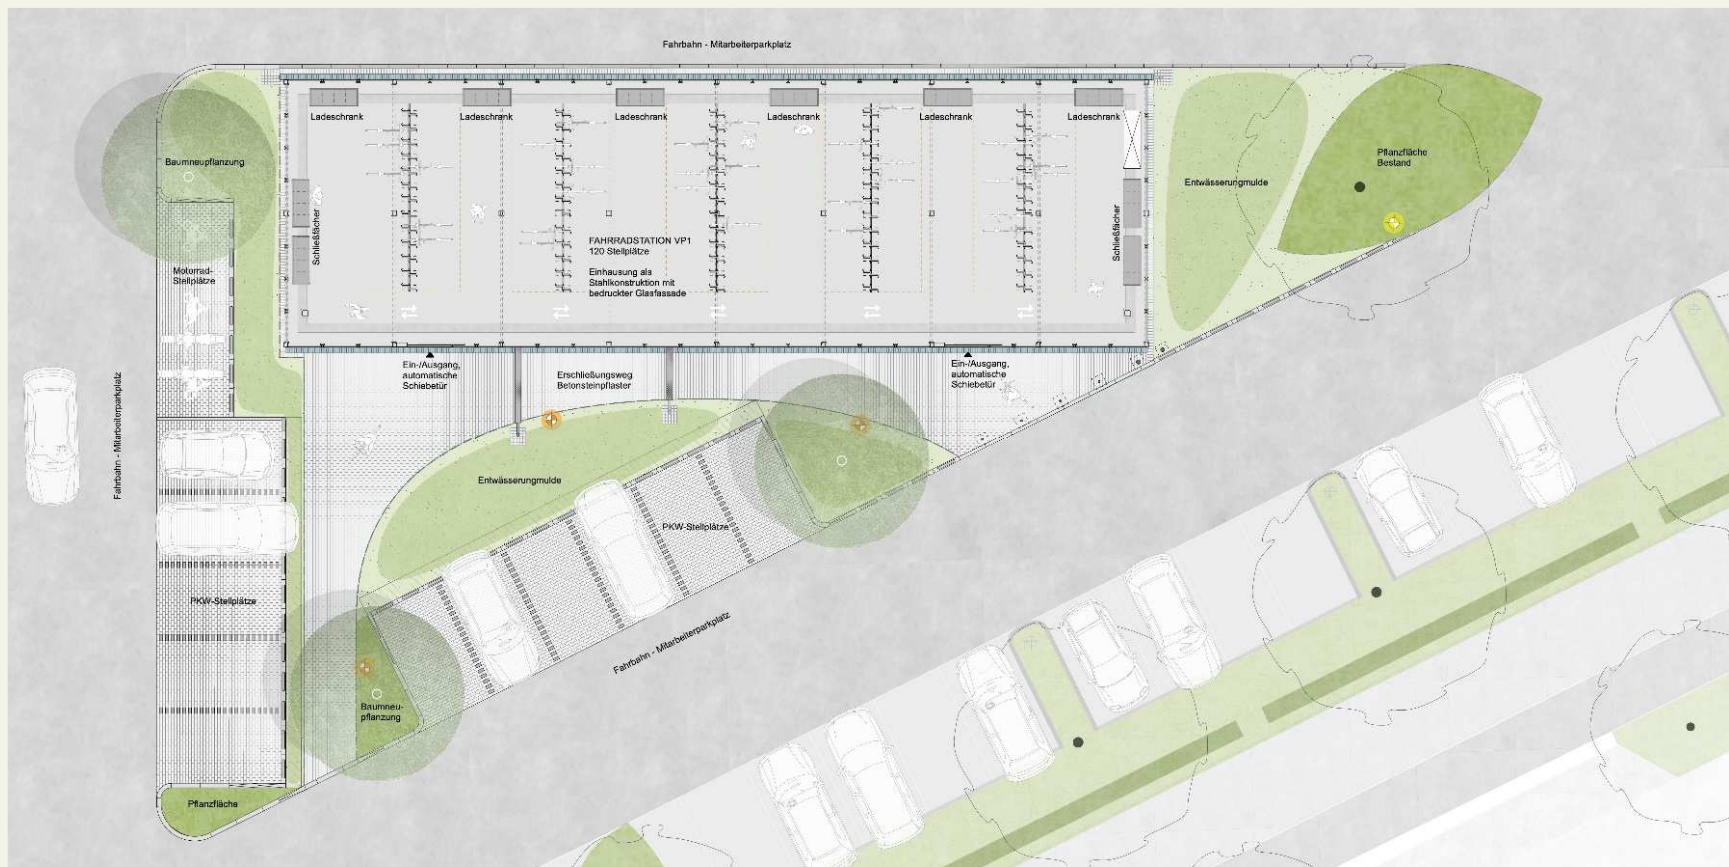 Fahrbahn - Mitarbeiterparkplatz
Ladeschrank
Ladeschrank
Ladeschrank
Ladeschrank
Ladeschrank
Ladeschrank
Baumneupflanzung
Pflanzfläche
Bestand
Entwässerungmulde
Schließfächer
Schließfächer
FAHRRADSTATION VP1
120 Stellplätze
Einhausung als
Stahlkonstruktion mit
bedruckter Glasfassade
Motorrad-
Stellplätze
Ein-/Ausgang,
automatische
Schiebetür
Erschließungsweg
Betonsteinpflaster
Ein-/Ausgang,
automatische
Schiebetür
Fahrbahn - Mitarbeiterparkplatz
Entwässerungmulde
PKW-Stellplätze
PKW-Stellplätze
Fahrbahn - Mitarbeiterparkplatz
Baumneu-
pflanzung
Pflanzfläche